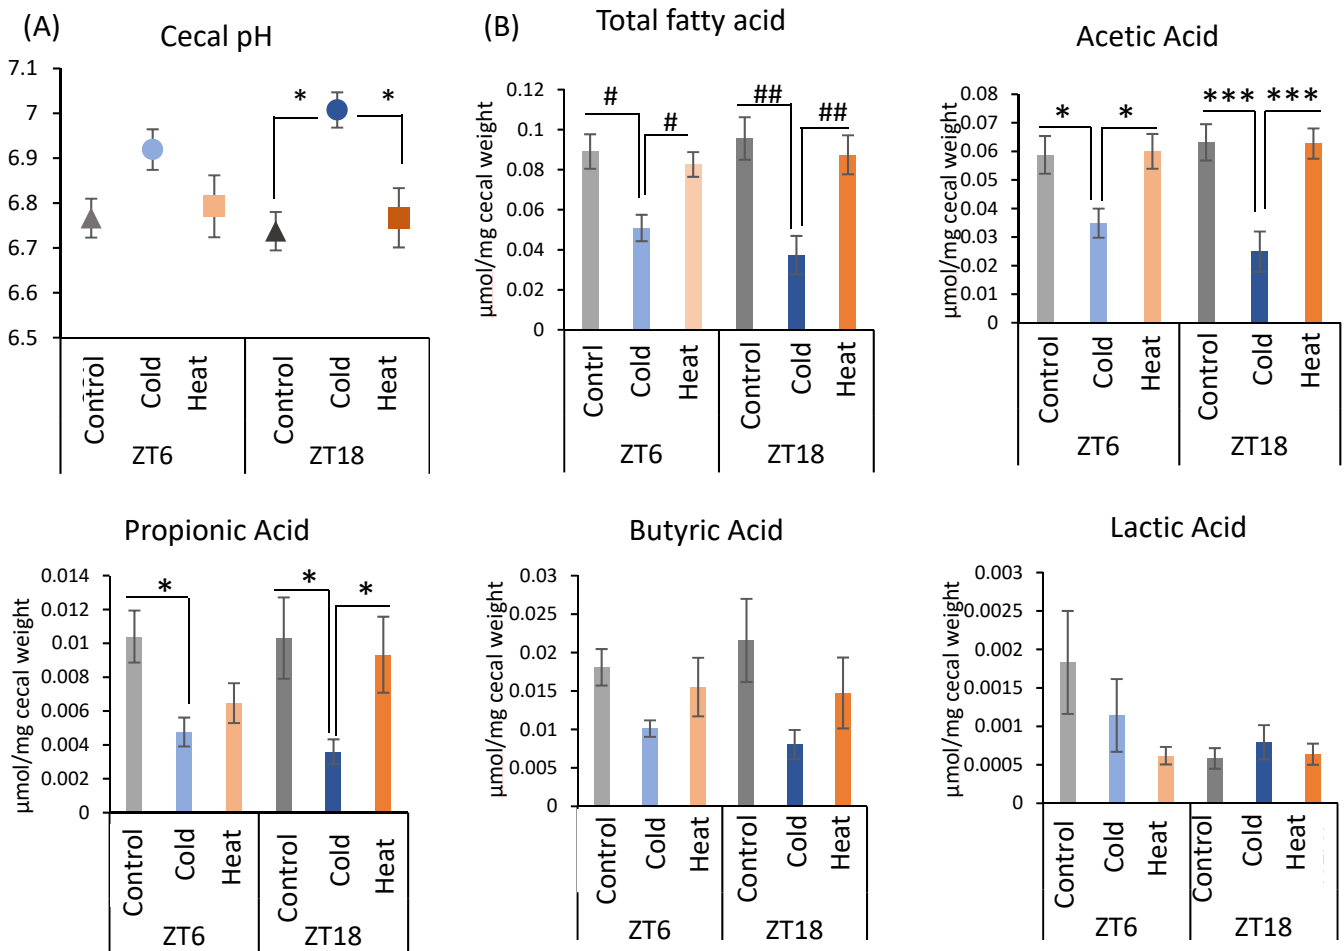 (A)
Cecal pH
7.1
7
6.9
6.8
6.7
6.6
6.5
*
*
Control
Cold
Heat
Control
Cold
Heat
ZT6
ZT18
(B)
Total fatty acid
µmol/mg cecal weight
0.12
0.1
0.08
0.06
0.04
0.02
0
#
#
##
##
Contrl
Cold
Heat
Control
Cold
Heat
ZT6
ZT18
Acetic Acid
µmol/mg cecal weight
0.08
0.07
0.06
0.05
0.04
0.03
0.02
0.01
0
*
*
***
***
Control
Cold
Heat
Control
Cold
Heat
ZT6
ZT18
Propionic Acid
µmol/mg cecal weight
0.014
0.012
0.01
0.008
0.006
0.004
0.002
0
*
*
*
Control
Cold
Heat
Control
Cold
Heat
ZT6
ZT18
Butyric Acid
µmol/mg cecal weight
0.03
0.025
0.02
0.015
0.01
0.005
0
Control
Cold
Heat
Control
Cold
Heat
ZT6
ZT18
Lactic Acid
µmol/mg cecal weight
0.003
0.0025
0.002
0.0015
0.001
0.0005
0
Control
Cold
Heat
Control
Cold
Heat
ZT6
ZT18